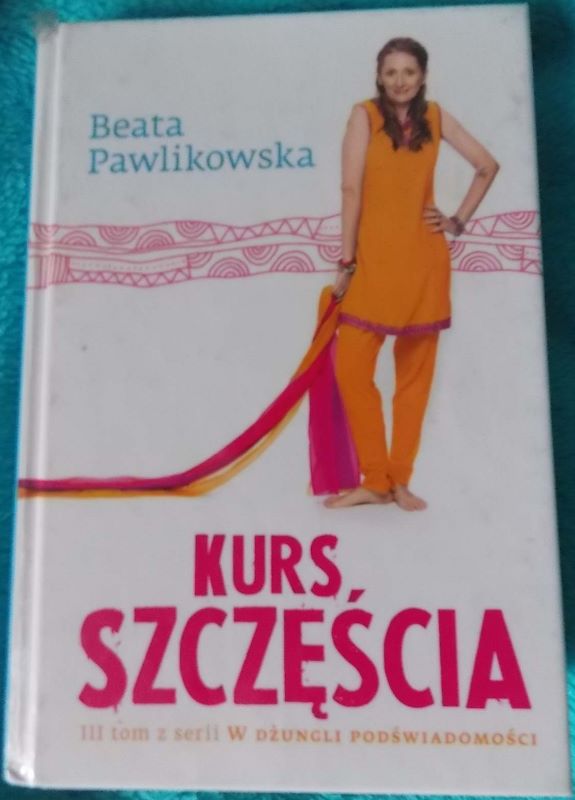 Beata
Pawlikowska
KURS
SZCZĘŚCIA
III tom z serii W DŻUNGLI PODŚWIADOMOŚCI